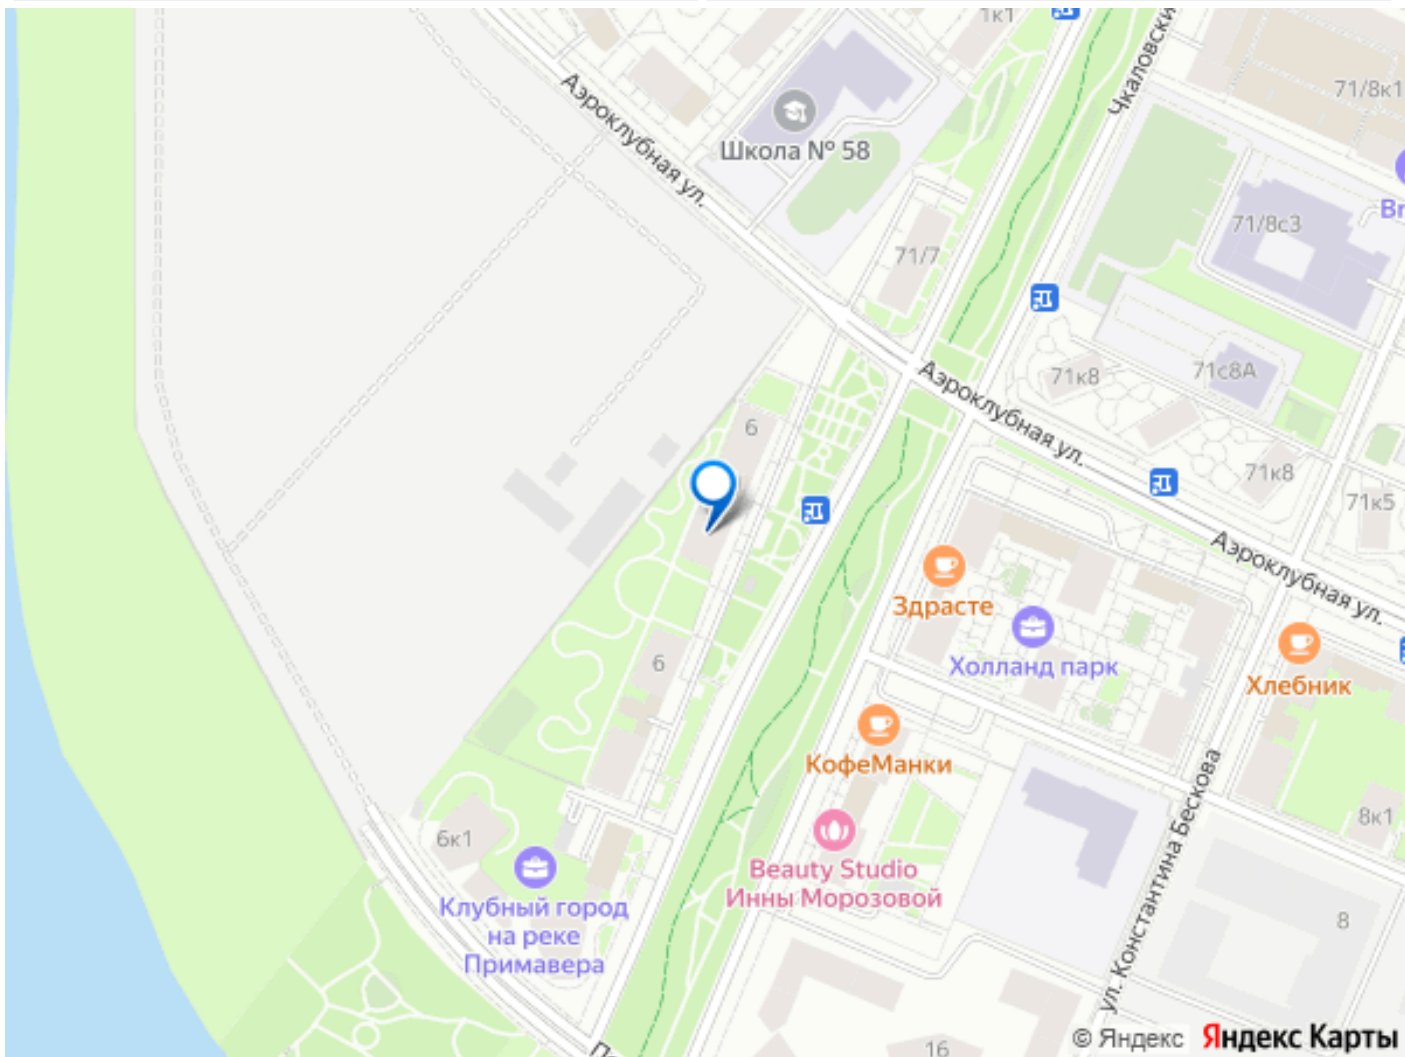 1к1
Чкаловски
71/8к1
Аэроклубная ул.
Школа № 58
Br
71/8с3
71/7
Аэроклубная ул.
71к8
71с8А
6
71к8
71к5
Аэроклубная ул.
Здрасте
Холланд парк
Хлебник
6
КофеМанки
ул. Константина Бескова
8к1
6к1
Beauty Studio
Инны Морозовой
Клубный город
на реке
Примавера
8
16
© Яндекс Яндекс Карты